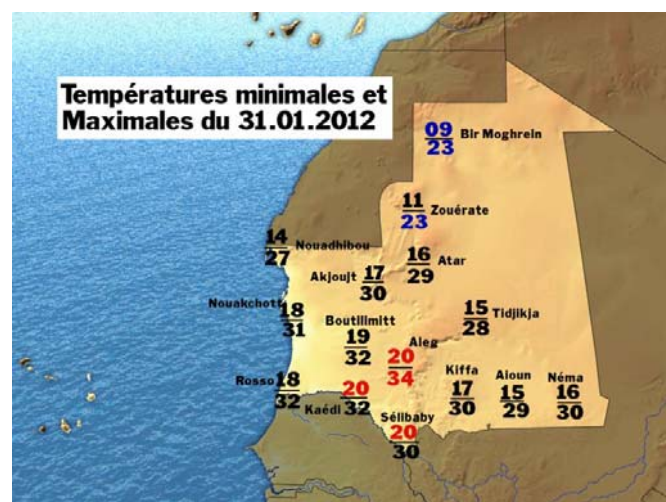 Températures minimales et
Maximales du 31.01.2012
09
23
Bir Moghrein
11
23
Zouérate
14
27
Nouadhibou
16
29
Atar
Akjoujt
17
30
Nouakchott
18
31
15
28
Tidjikja
Boutilimitt
19
32
Aleg
20
34
Rosso
18
32
Kaédi
20
32
Sélibaby
20
30
Kiffa
17
30
Aioun
15
29
Néma
16
30